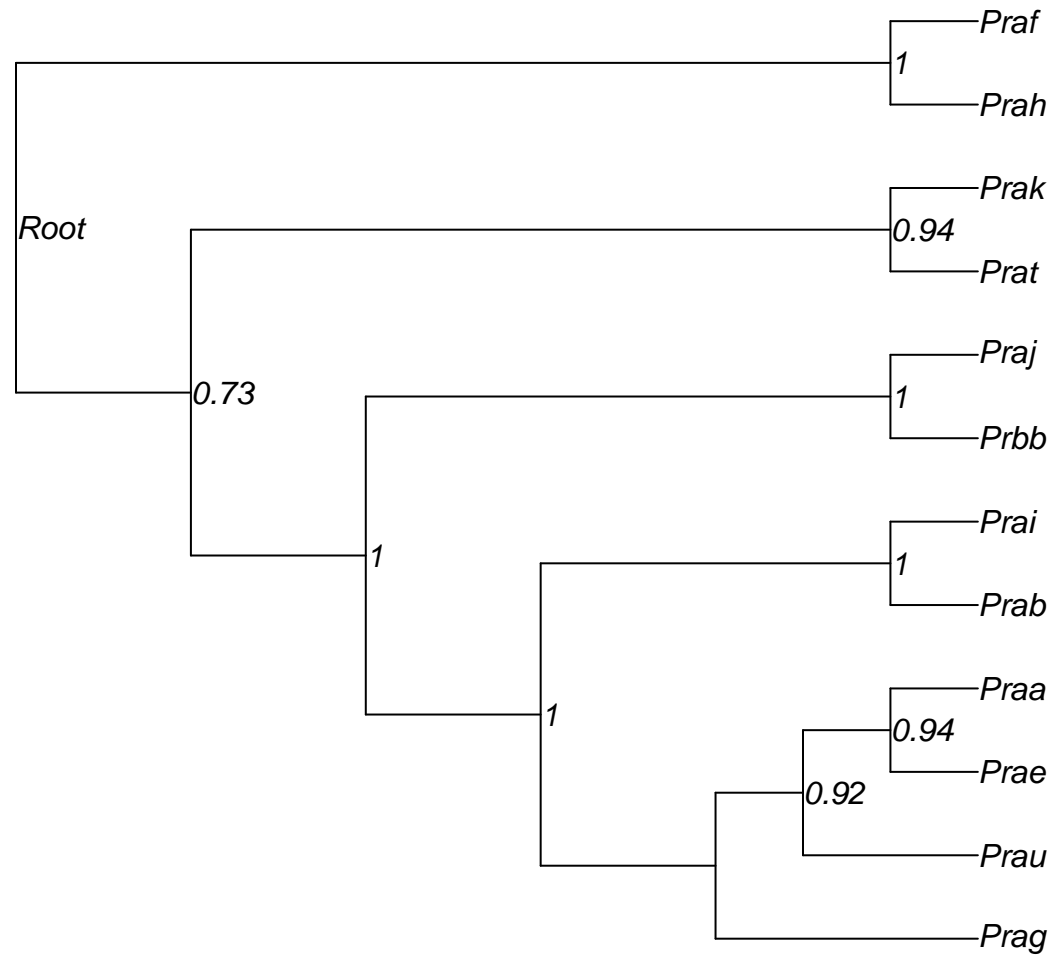 Praf
1
Prah
Prak
Root
0.94
Prat
Praj
0.73
1
Prbb
Prai
1
1
Prab
Praa
1
0.94
Prae
0.92
Prau
Prag